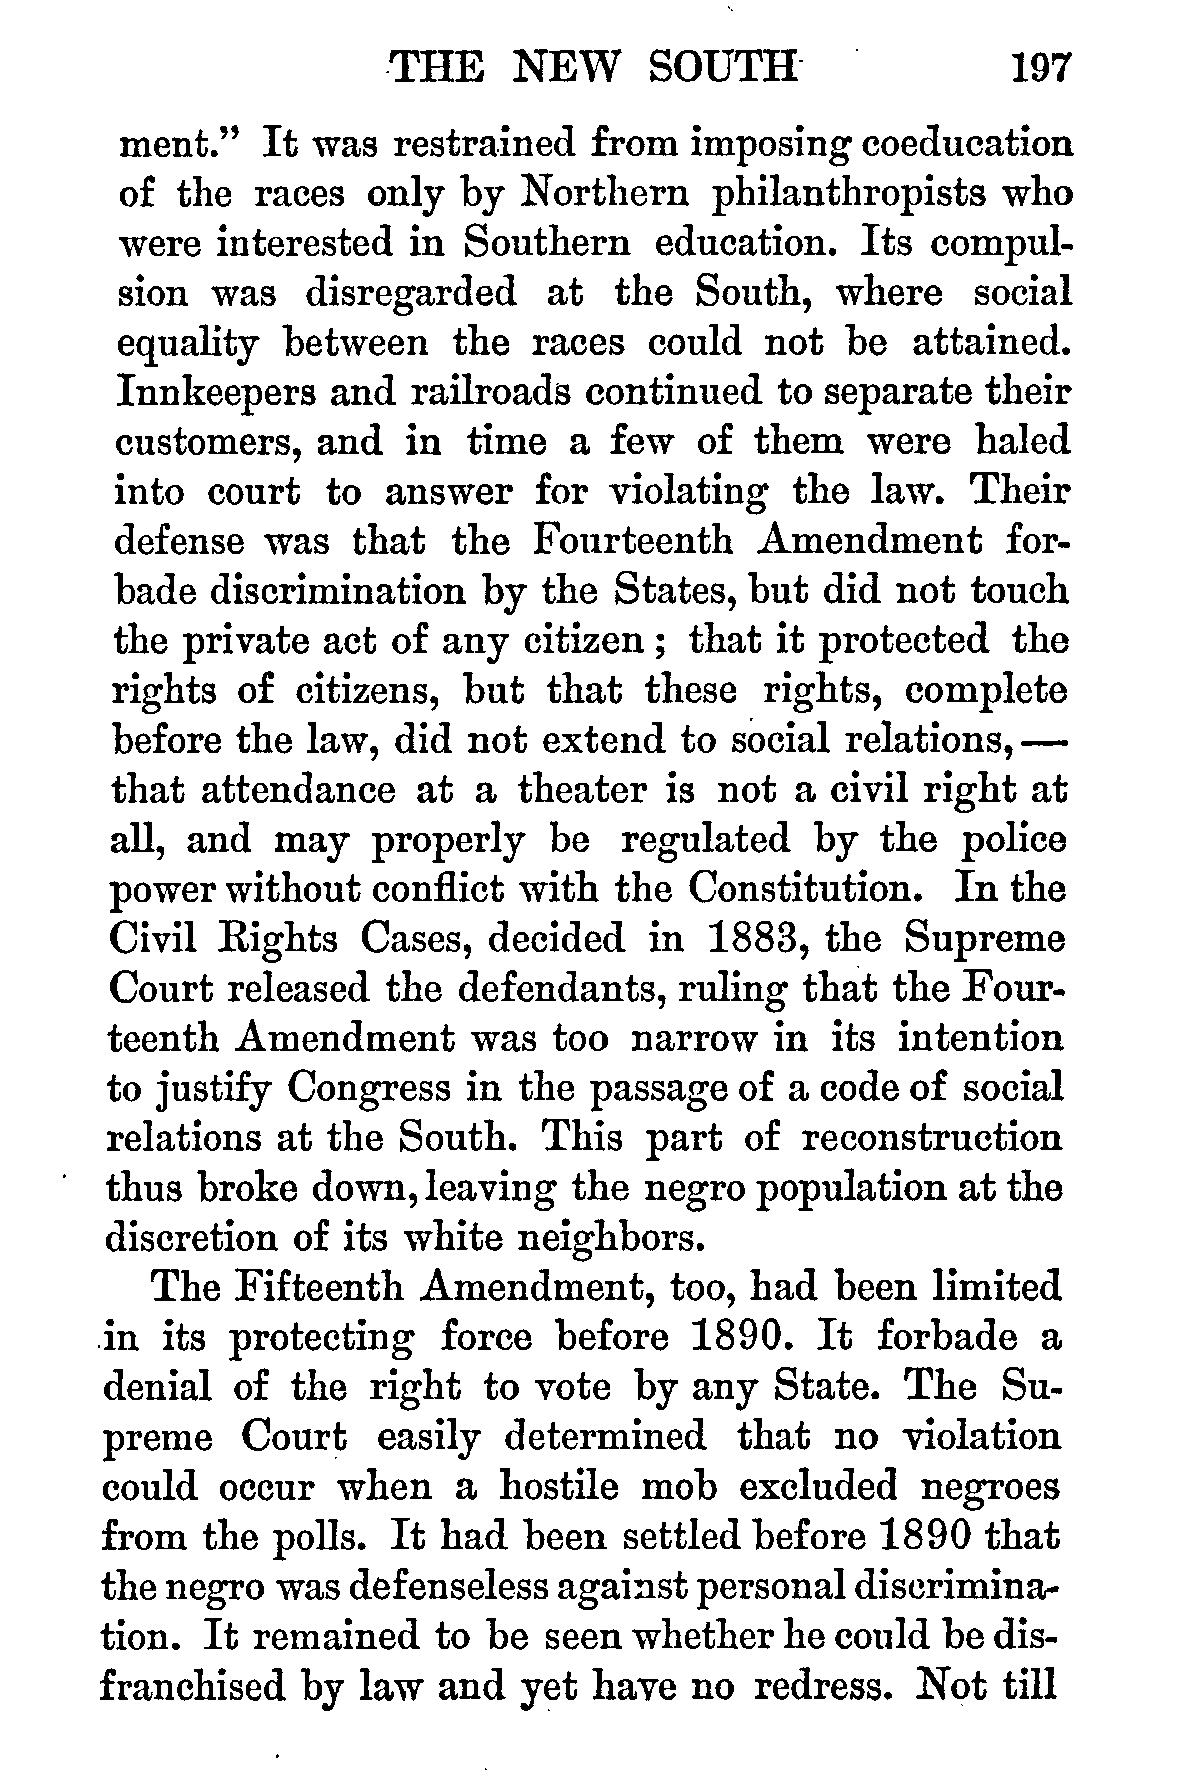 THE NEW SOUTH 197
ment.” It was restrained from imposing coeducation
of the races only by Northern philanthropists who
were interested in Southern education. Its compul-
sion was disregarded at the South, where social
equality between the races could not be attained.
Innkeepers and railroads continued to separate their
customers, and in time a few of them were haled
into court to answer for violating the law. Their
defense was that the Fourteenth Amendment for-
bade discrimination by the States, but did not touch
the private act of any citizen; that it protected the
rights of citizens, but that these rights, complete
before the law, did not extend to social relations,—
that attendance at a theater is not a civil right at
all, and may properly be regulated by the police
power without conflict with the Constitution. In the
Civil Rights Cases, decided in 1883, the Supreme
Court released the defendants, ruling that the Four-
teenth Amendment was too narrow in its intention
to justify Congress in the passage of a code of social
relations at the South. This part of reconstruction
thus broke down, leaving the negro population at the
discretion of its white neighbors.
The Fifteenth Amendment, too, had been limited
in its protecting force before 1890. It forbade a
denial of the right to vote by any State. The Su-
preme Court easily determined that no violation
could occur when a hostile mob excluded negroes
from the polls. It had been settled before 1890 that
the negro was defenseless against personal discrimina-
tion. It remained to be seen whether he could be dis-
franchised by law and yet have no redress. Not till